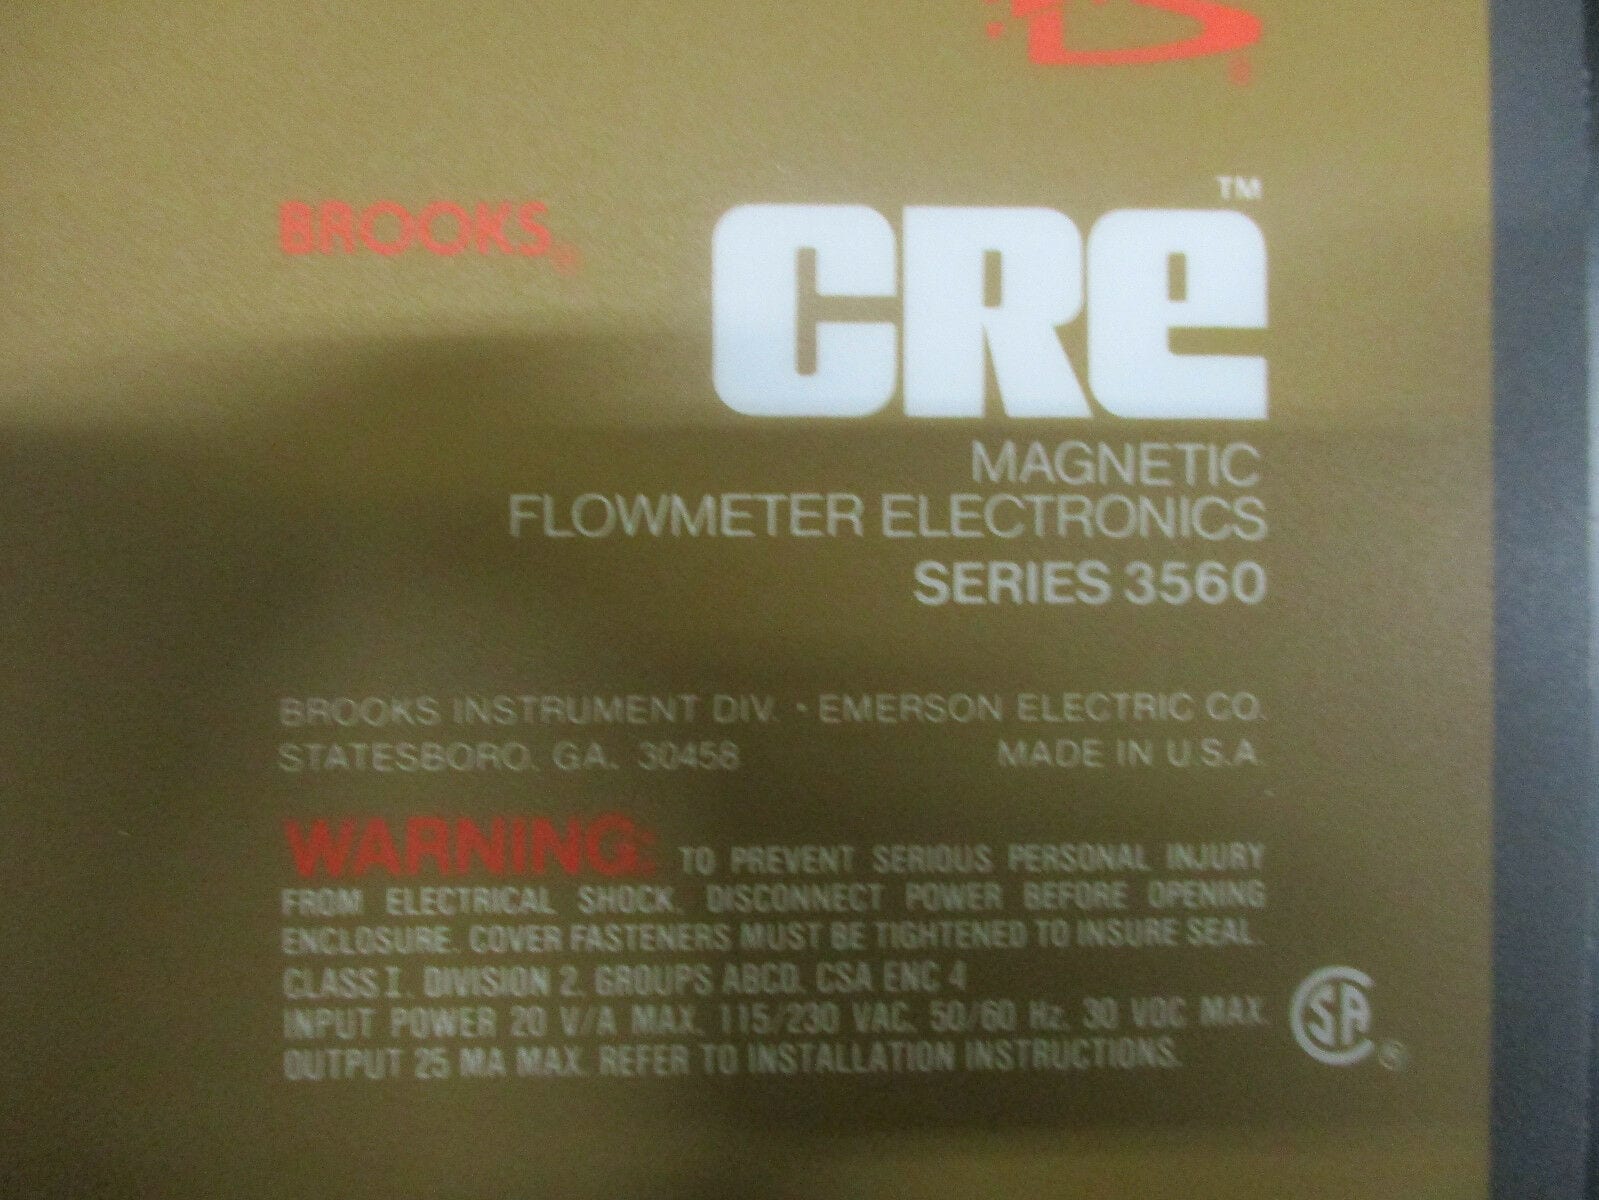 BROOKS®
CRe™
MAGNETIC
FLOWMETER ELECTRONICS
SERIES 3560
BROOKS INSTRUMENT DIV. • EMERSON ELECTRIC CO.
STATESBORO, GA. 30458 MADE IN U.S.A.
WARNING: TO PREVENT SERIOUS PERSONAL INJURY
FROM ELECTRICAL SHOCK, DISCONNECT POWER BEFORE OPENING
ENCLOSURE. COVER FASTENERS MUST BE TIGHTENED TO INSURE SEAL.
CLASS I, DIVISION 2, GROUPS ABCD, CSA ENC 4
INPUT POWER 20 V/A MAX, 115/230 VAC, 50/60 Hz. 30 VDC MAX.
OUTPUT 25 MA MAX. REFER TO INSTALLATION INSTRUCTIONS.
CSA®